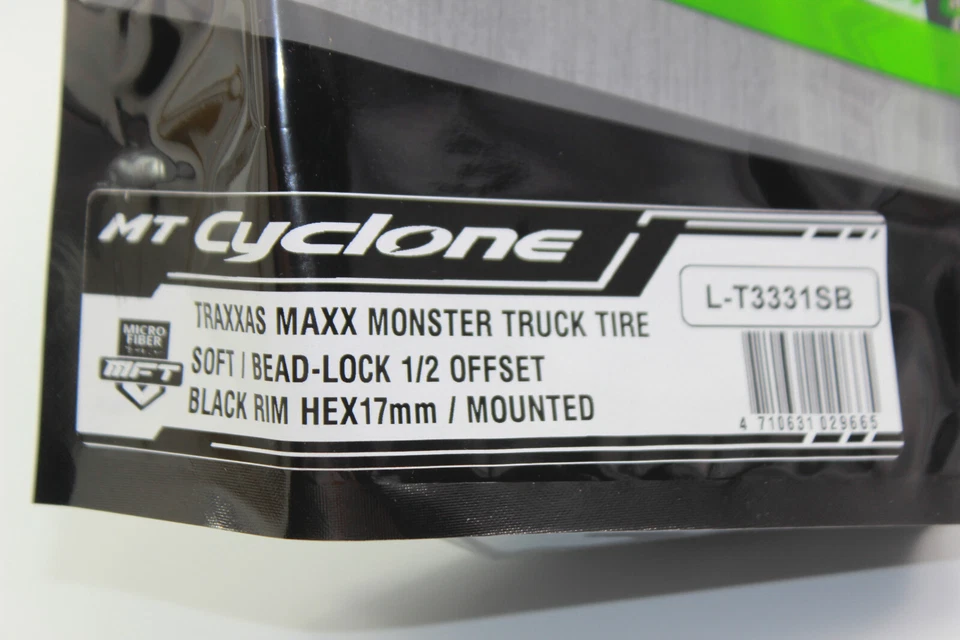 MT Cyclone
L-T3331SB
TRAXXAS MAXX MONSTER TRUCK TIRE
SOFT / BEAD-LOCK 1/2 OFFSET
BLACK RIM HEX17mm / MOUNTED
MICRO
FIBER
MFT
4 710631 029665